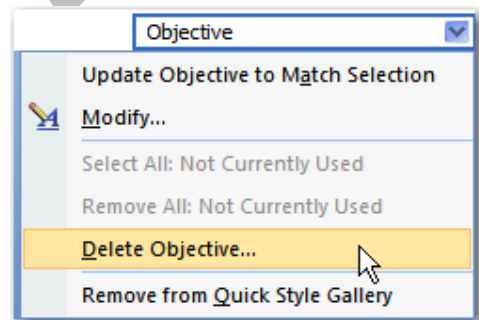 Objective
Update Objective to Match Selection
Modify...
Select All: Not Currently Used
Remove All: Not Currently Used
Delete Objective...
Remove from Quick Style Gallery